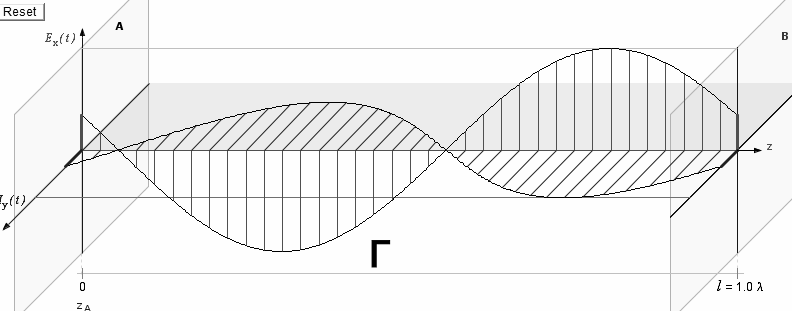 Reset
A
Eₓ(t)
B
z
y(t)
Γ
0
l = 1.0 λ
z_A